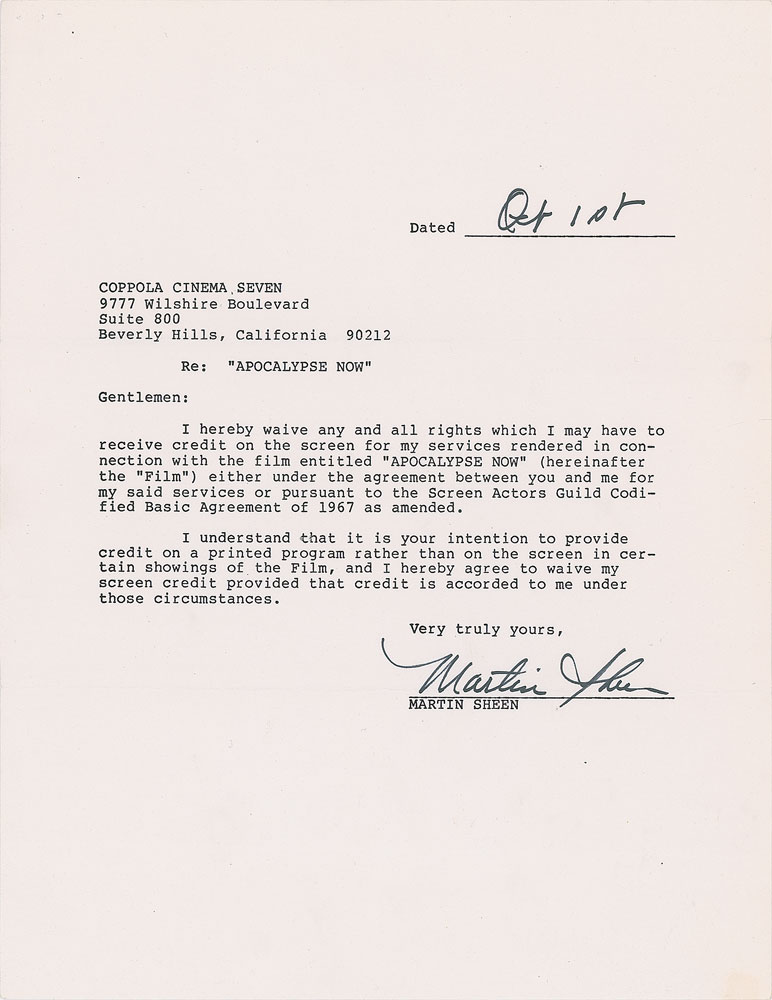 Dated Oct 1st
COPPOLA CINEMA SEVEN
9777 Wilshire Boulevard
Suite 800
Beverly Hills, California 90212
Re: "APOCALYPSE NOW"
Gentlemen:
I hereby waive any and all rights which I may have to
receive credit on the screen for my services rendered in con-
nection with the film entitled "APOCALYPSE NOW" (hereinafter
the "Film") either under the agreement between you and me for
my said services or pursuant to the Screen Actors Guild Codi-
fied Basic Agreement of 1967 as amended.
I understand that it is your intention to provide
credit on a printed program rather than on the screen in cer-
tain showings of the Film, and I hereby agree to waive my
screen credit provided that credit is accorded to me under
those circumstances.
Very truly yours,
Martin Sheen
MARTIN SHEEN